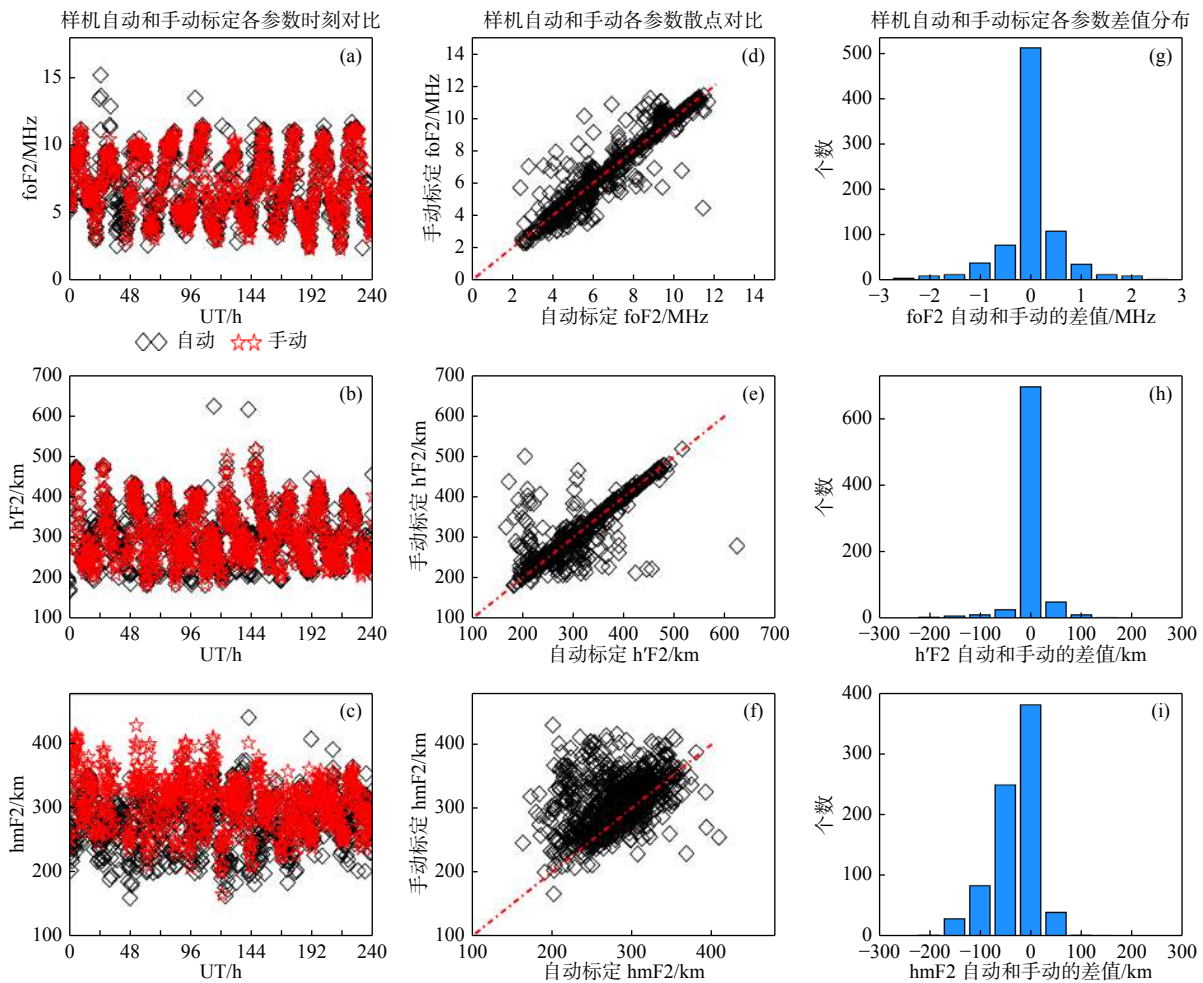 样机自动和手动标定各参数时刻对比
样机自动和手动各参数散点对比
样机自动和手动标定各参数差值分布
(a)
foF2/MHz
15
10
5
0
0 48 96 144 192 240
UT/h
(d)
手动标定 foF2/MHz
14
12
10
8
6
4
2
0
0 2 4 6 8 10 12 14
自动标定 foF2/MHz
(g)
个数
500
400
300
200
100
0
−3 −2 −1 0 1 2 3
foF2 自动和手动的差值/MHz
自动 手动
(b)
h'F2/km
700
600
500
400
300
200
100
0 48 96 144 192 240
UT/h
(e)
手动标定 h'F2/km
700
600
500
400
300
200
100
100 200 300 400 500 600 700
自动标定 h'F2/km
(h)
个数
600
400
200
0
−300 −200 −100 0 100 200 300
h'F2 自动和手动的差值/km
(c)
hmF2/km
400
300
200
100
0 48 96 144 192 240
UT/h
(f)
手动标定 hmF2/km
400
300
200
100
100 200 300 400
自动标定 hmF2/km
(i)
个数
400
300
200
100
0
−300 −200 −100 0 100 200 300
hmF2 自动和手动的差值/km